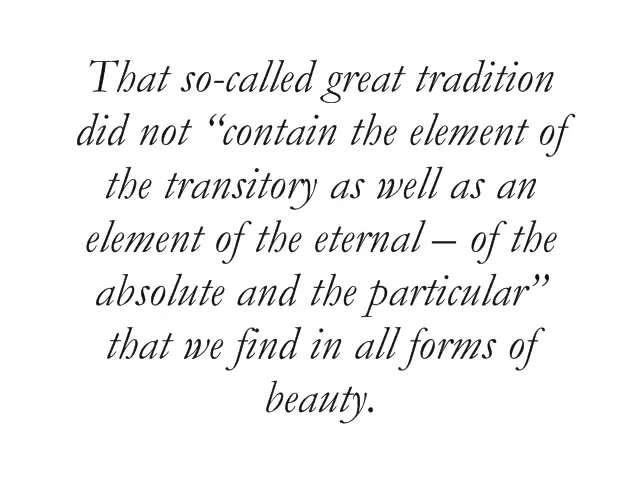 That so-called great tradition
did not “contain the element of
the transitory as well as an
element of the eternal – of the
absolute and the particular”
that we find in all forms of
beauty.